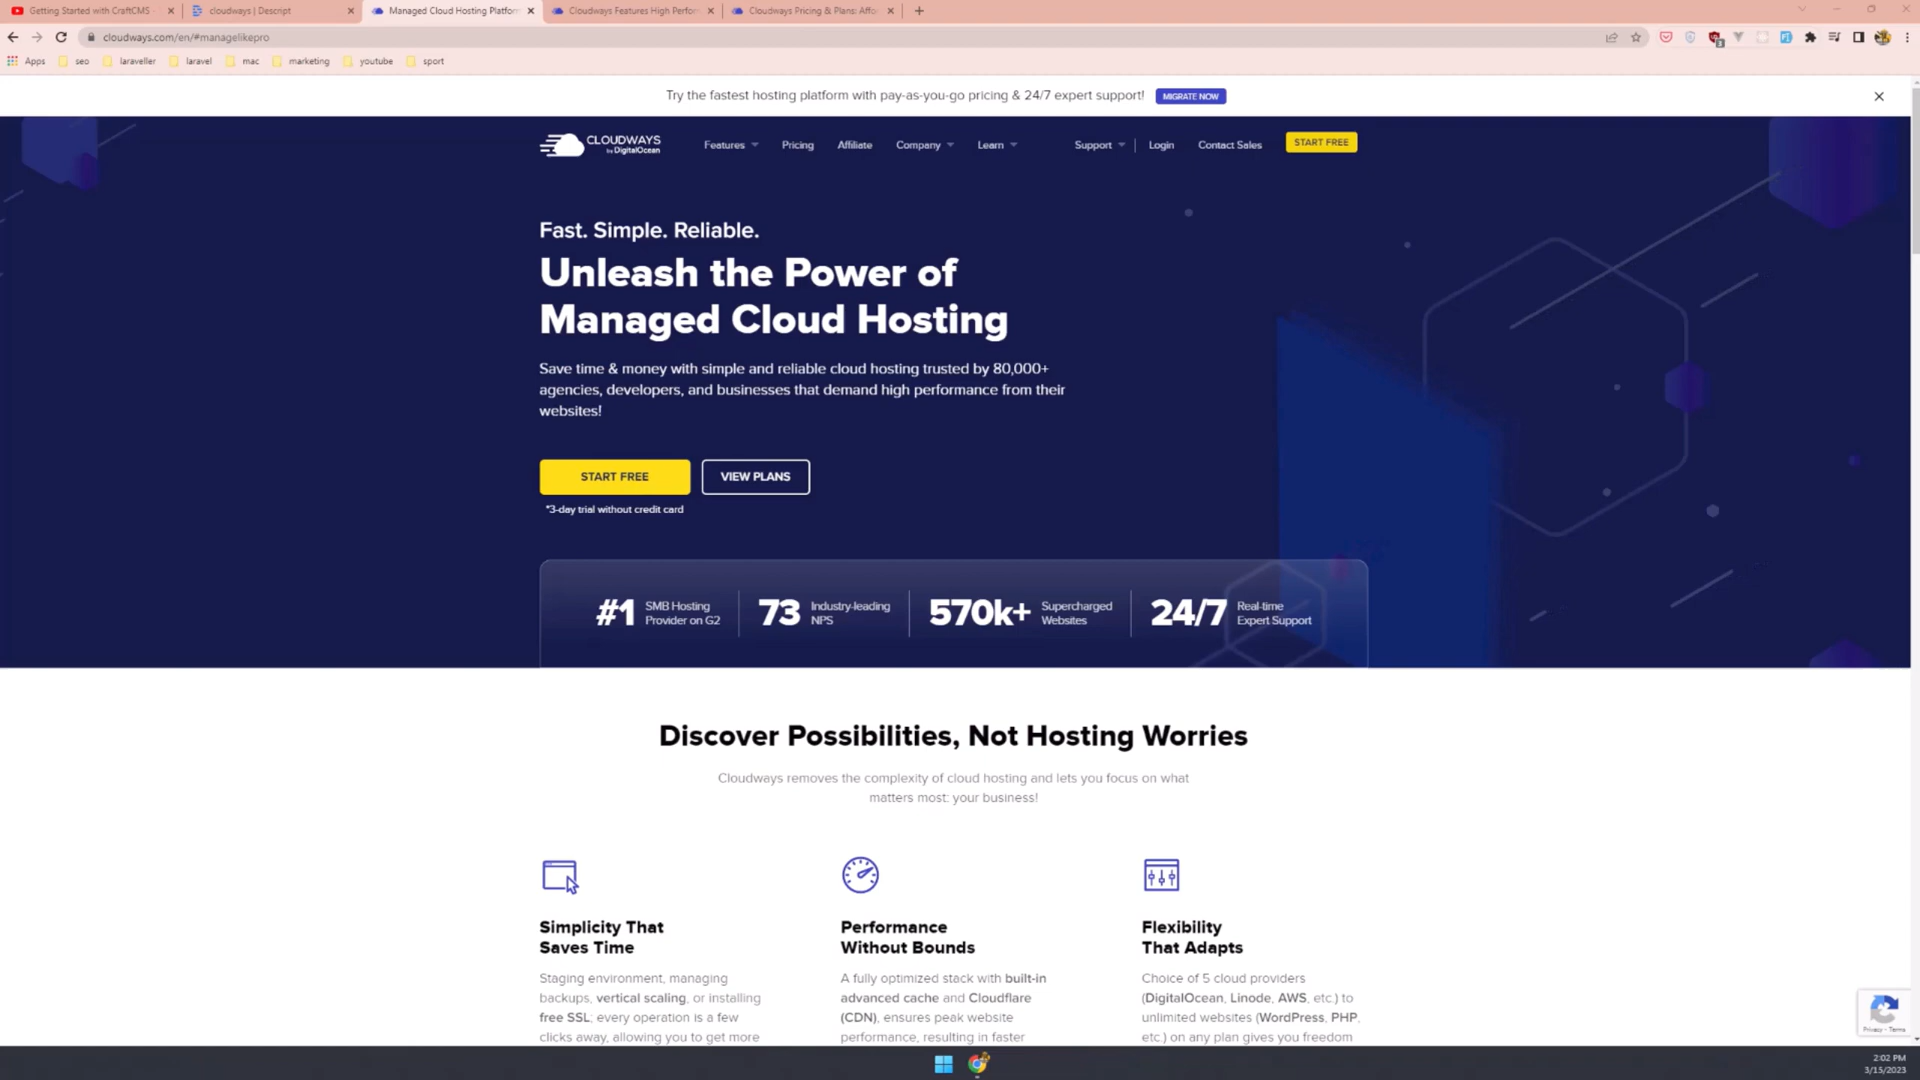 Getting Started with CraftCMS
cloudways | Descript
Managed Cloud Hosting Platfor
Cloudways Features High Perfor
Cloudways Pricing & Plans: Affo
cloudways.com/en/#managelikepro
3
Apps
seo
laraveller
laravel
mac
marketing
youtube
sport
Try the fastest hosting platform with pay-as-you-go pricing & 24/7 expert support!
MIGRATE NOW
CLOUDWAYS
by DigitalOcean
Features
Pricing
Affiliate
Company
Learn
Support
Login
Contact Sales
START FREE
Fast. Simple. Reliable.
Unleash the Power of
Managed Cloud Hosting
Save time & money with simple and reliable cloud hosting trusted by 80,000+
agencies, developers, and businesses that demand high performance from their
websites!
START FREE
VIEW PLANS
*3-day trial without credit card
#1
SMB Hosting
Provider on G2
73
Industry-leading
NPS
570k+
Supercharged
Websites
24/7
Real-time
Expert Support
Discover Possibilities, Not Hosting Worries
Cloudways removes the complexity of cloud hosting and lets you focus on what
matters most: your business!
Simplicity That
Saves Time
Staging environment, managing
backups, vertical scaling, or installing
free SSL; every operation is a few
clicks away, allowing you to get more
Performance
Without Bounds
A fully optimized stack with built-in
advanced cache and Cloudflare
(CDN), ensures peak website
performance, resulting in faster
Flexibility
That Adapts
Choice of 5 cloud providers
(DigitalOcean, Linode, AWS, etc.) to
unlimited websites (WordPress, PHP,
etc.) on any plan gives you freedom
Privacy - Terms
2:02 PM
3/15/2023